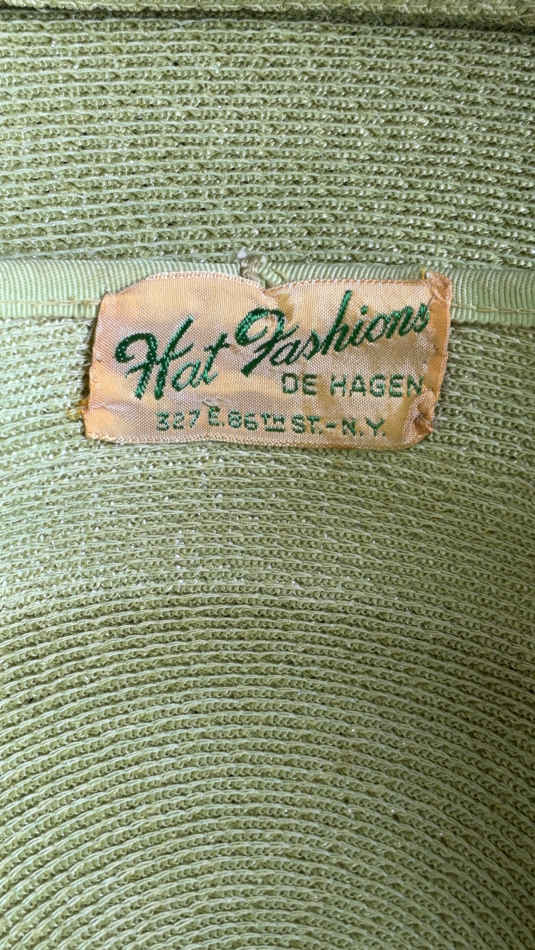 Hat Fashions
DE HAGEN
327 E. 86TH ST. - N.Y.